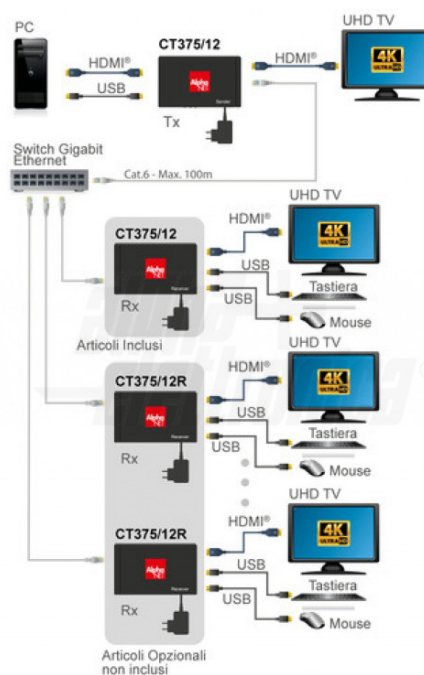 PC
CT375/12
UHD TV
HDMI®
HDMI®
USB
4K
ULTRA HD
Alpha
NET
Sender
Tx
Switch Gigabit
Ethernet
Cat.6 - Max. 100m
UHD TV
CT375/12
HDMI®
4K
ULTRA HD
Alpha
NET
USB
Tastiera
Receiver
USB
Rx
Mouse
Articoli Inclusi
UHD TV
CT375/12R
HDMI®
4K
ULTRA HD
Alpha
NET
USB
Tastiera
Receiver
USB
Rx
Mouse
UHD TV
CT375/12R
HDMI®
4K
ULTRA HD
Alpha
NET
USB
Tastiera
Receiver
USB
Rx
Mouse
Articoli Opzionali
non inclusi